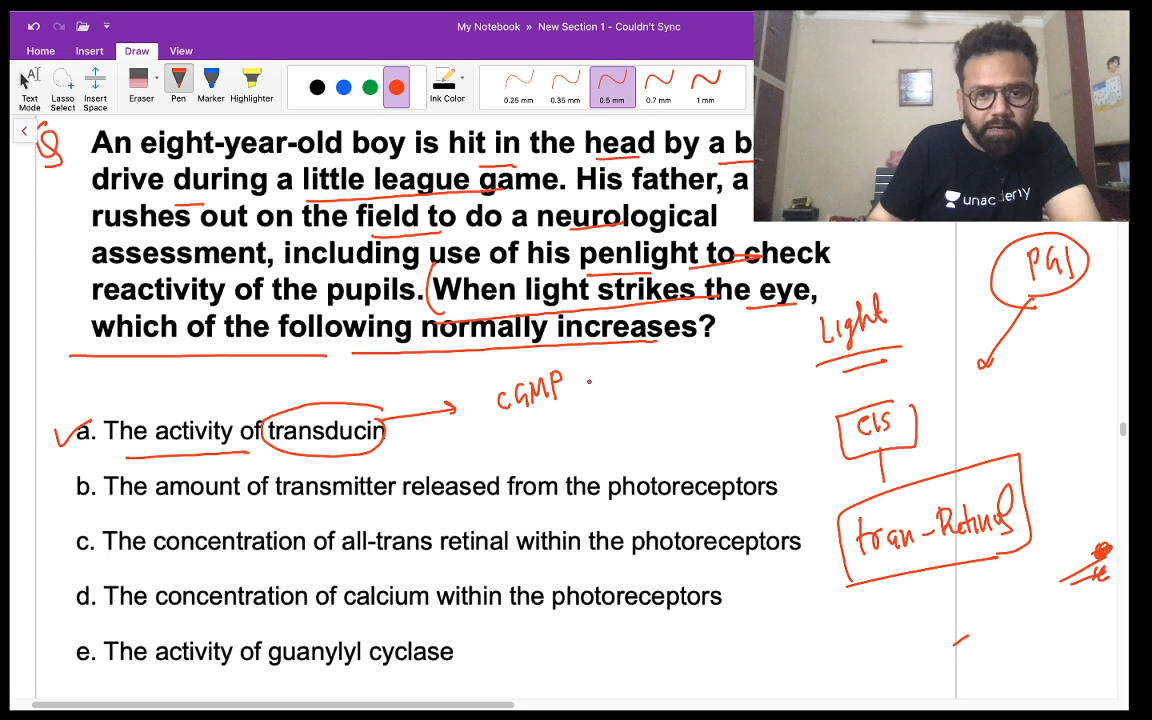 My Notebook » New Section 1 - Couldn't Sync
Home Insert Draw View
Text Mode
Lasso Select
Insert Space
Eraser
Pen
Marker
Highlighter
Ink Color
0.25 mm
0.35 mm
0.5 mm
0.7 mm
1 mm
unacademy
Q
An eight-year-old boy is hit in the head by a b
drive during a little league game. His father, a
rushes out on the field to do a neurological
assessment, including use of his penlight to check
reactivity of the pupils. When light strikes the eye,
which of the following normally increases?
PGI
Light
cGMP
a. The activity of transducin
cis
b. The amount of transmitter released from the photoreceptors
tran-Retinal
c. The concentration of all-trans retinal within the photoreceptors
d. The concentration of calcium within the photoreceptors
e. The activity of guanylyl cyclase